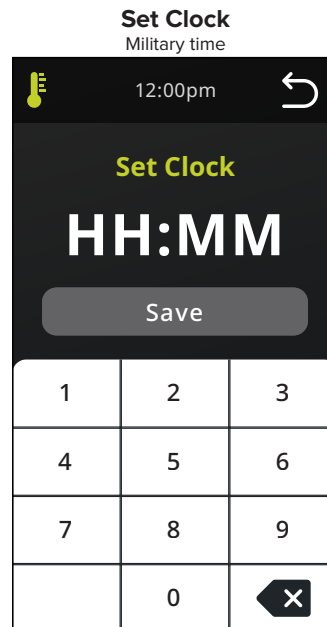 Set Clock
Military time
12:00pm
Set Clock
HH:MM
Save
1 2 3
4 5 6
7 8 9
0